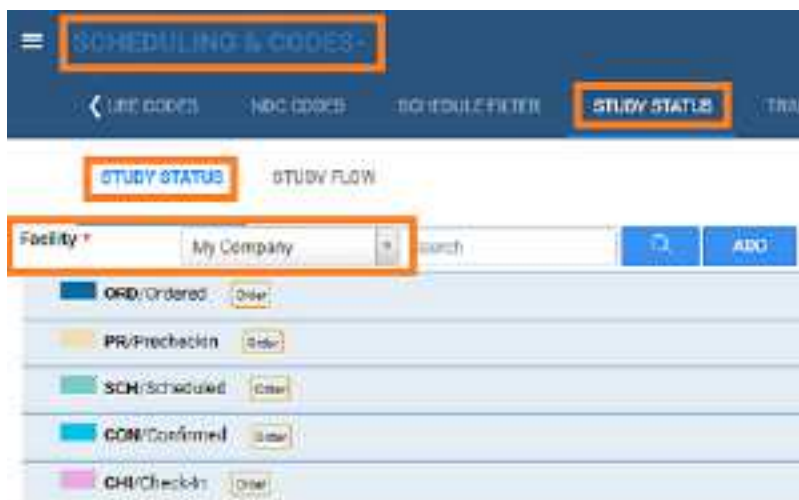 SCHEDULING & CODES
CODES NDC CODES SCHEDULE FILTER STUDY STATUS
STUDY STATUS STUDY FLOW
Facility * My Company Search ADD
ORD/Ordered Order
PR/Precheckin Order
SCH/Scheduled Order
CON/Confirmed Order
CHI/Check-In Order